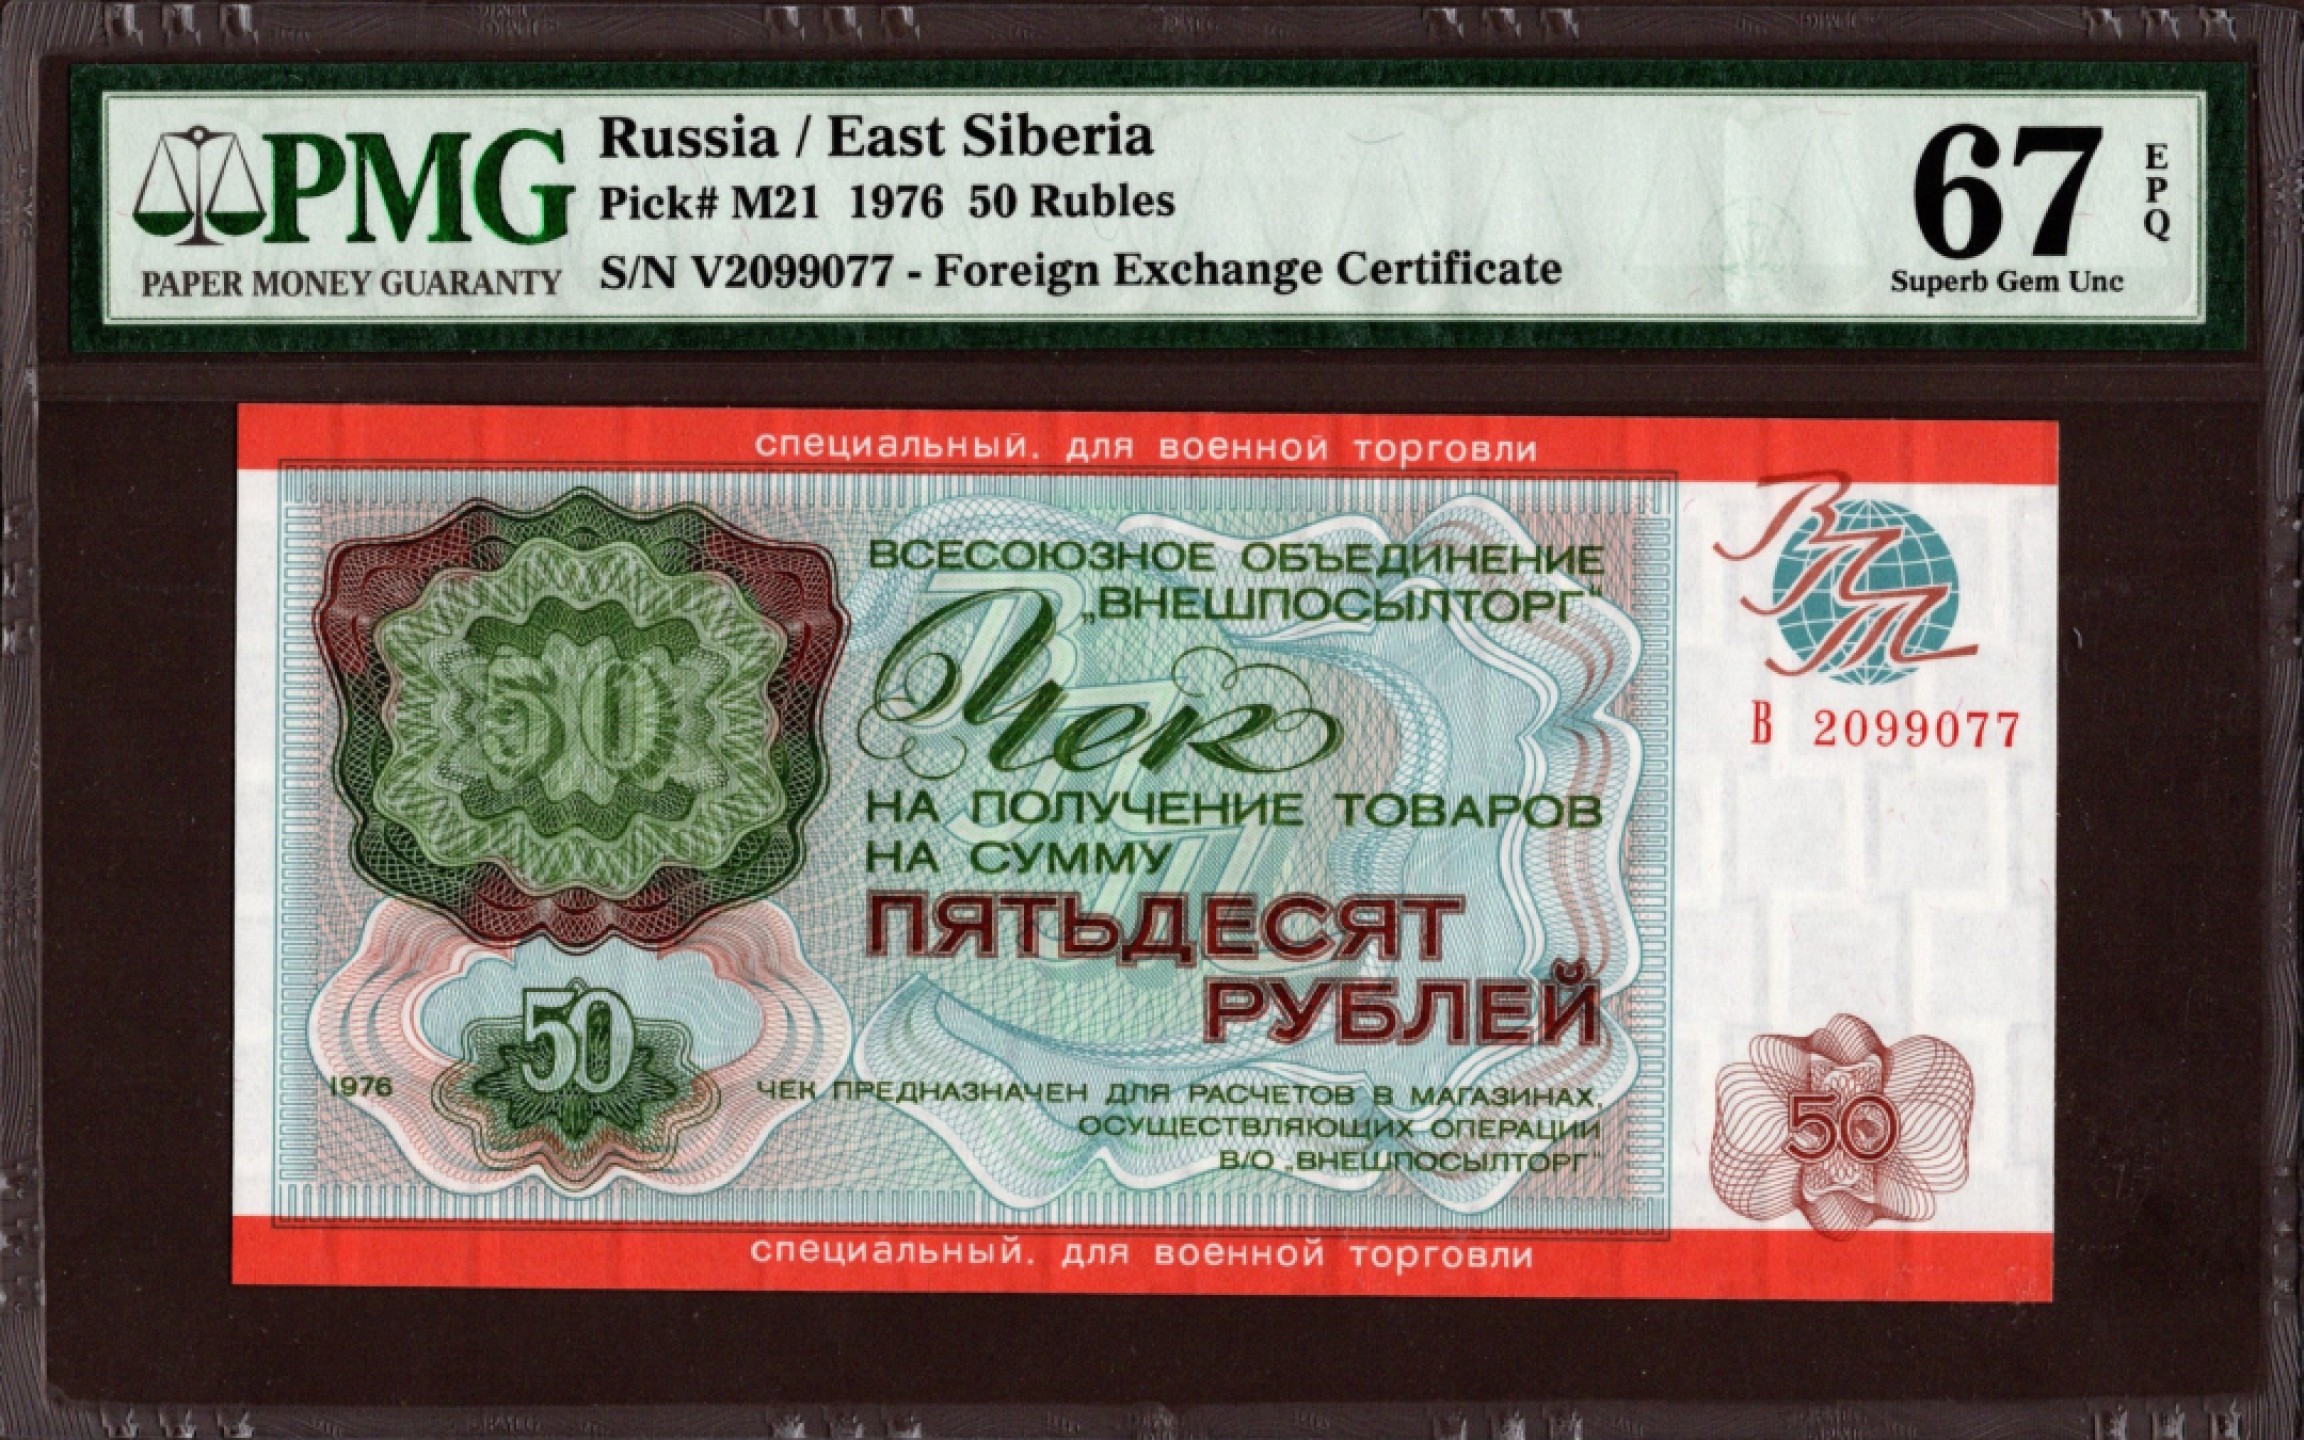 PMG
PAPER MONEY GUARANTY
Russia / East Siberia
Pick# M21 1976 50 Rubles
S/N V2099077 - Foreign Exchange Certificate
67
EPQ
Superb Gem Unc
специальный. для военной торговли
ВСЕСОЮЗНОЕ ОБЪЕДИНЕНИЕ
„ВНЕШПОСЫЛТОРГ"
ВПТ
В 2099077
50
Чек
НА ПОЛУЧЕНИЕ ТОВАРОВ
НА СУММУ
ПЯТЬДЕСЯТ
РУБЛЕЙ
50
1976
ЧЕК ПРЕДНАЗНАЧЕН ДЛЯ РАСЧЕТОВ В МАГАЗИНАХ,
ОСУЩЕСТВЛЯЮЩИХ ОПЕРАЦИИ
В/О „ВНЕШПОСЫЛТОРГ"
50
специальный. для военной торговли